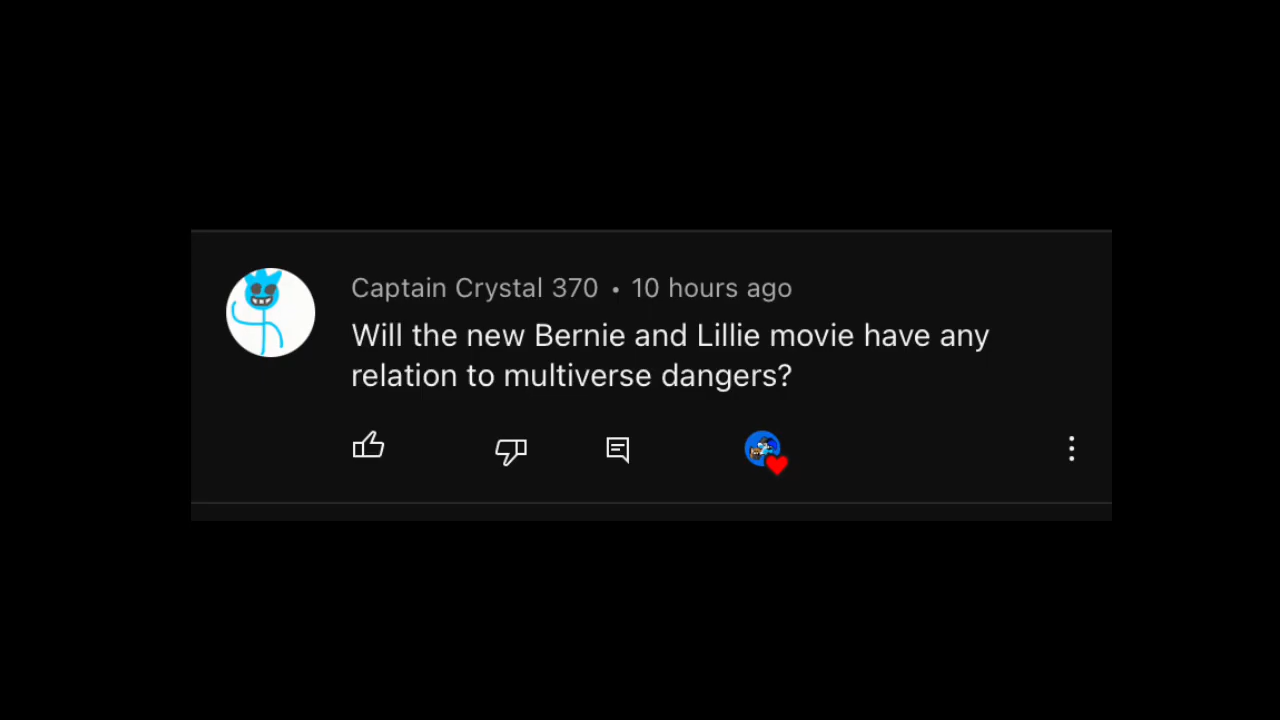 Captain Crystal 370 • 10 hours ago
Will the new Bernie and Lillie movie have any
relation to multiverse dangers?